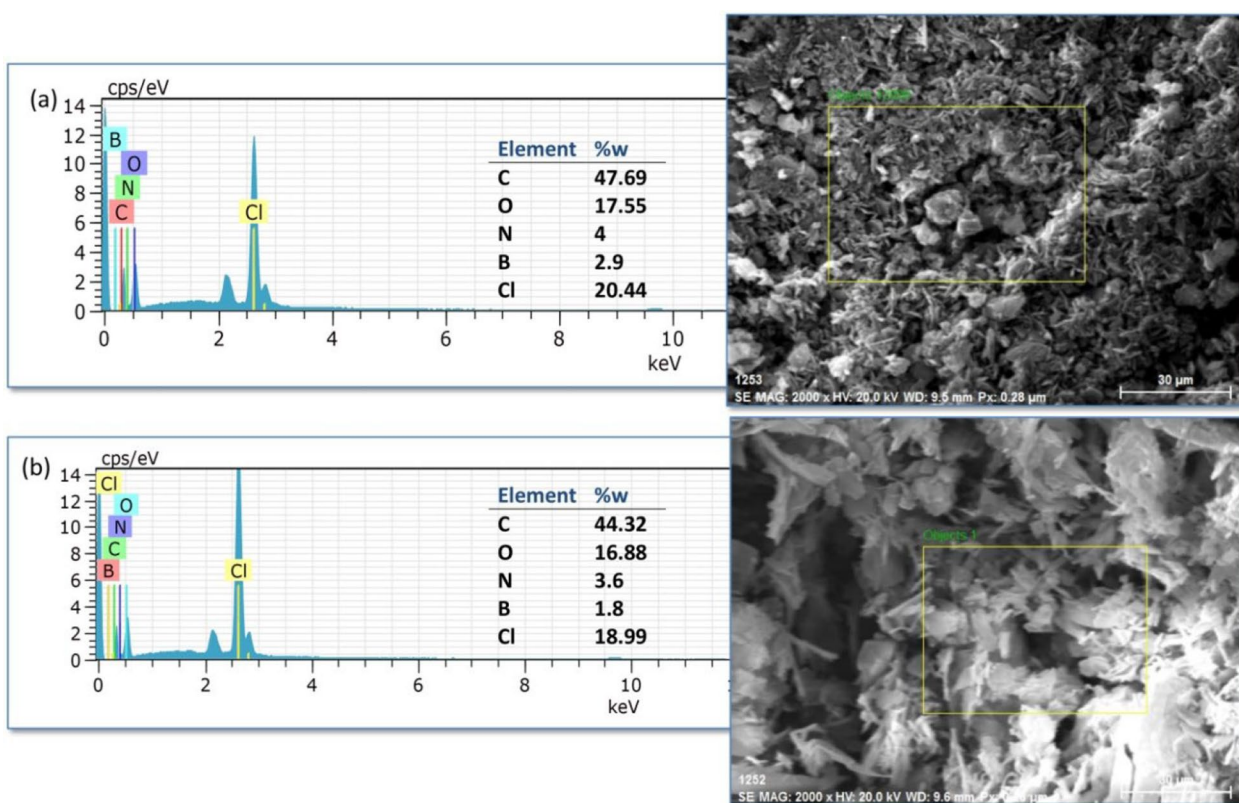 (a)
cps/eV
14
12
10
8
6
4
2
0
B
O
N
C
Cl
Element %w
C 47.69
O 17.55
N 4
B 2.9
Cl 20.44
0 2 4 6 8 10
keV
30 µm
1253
SE MAG: 2000 x HV: 20.0 kV WD: 9.5 mm Px: 0.28 µm
(b)
cps/eV
14
12
10
8
6
4
2
0
Cl
O
N
C
B
Cl
Element %w
C 44.32
O 16.88
N 3.6
B 1.8
Cl 18.99
0 2 4 6 8 10
keV
Objects 1
1252
SE MAG: 2000 x HV: 20.0 kV WD: 9.6 mm